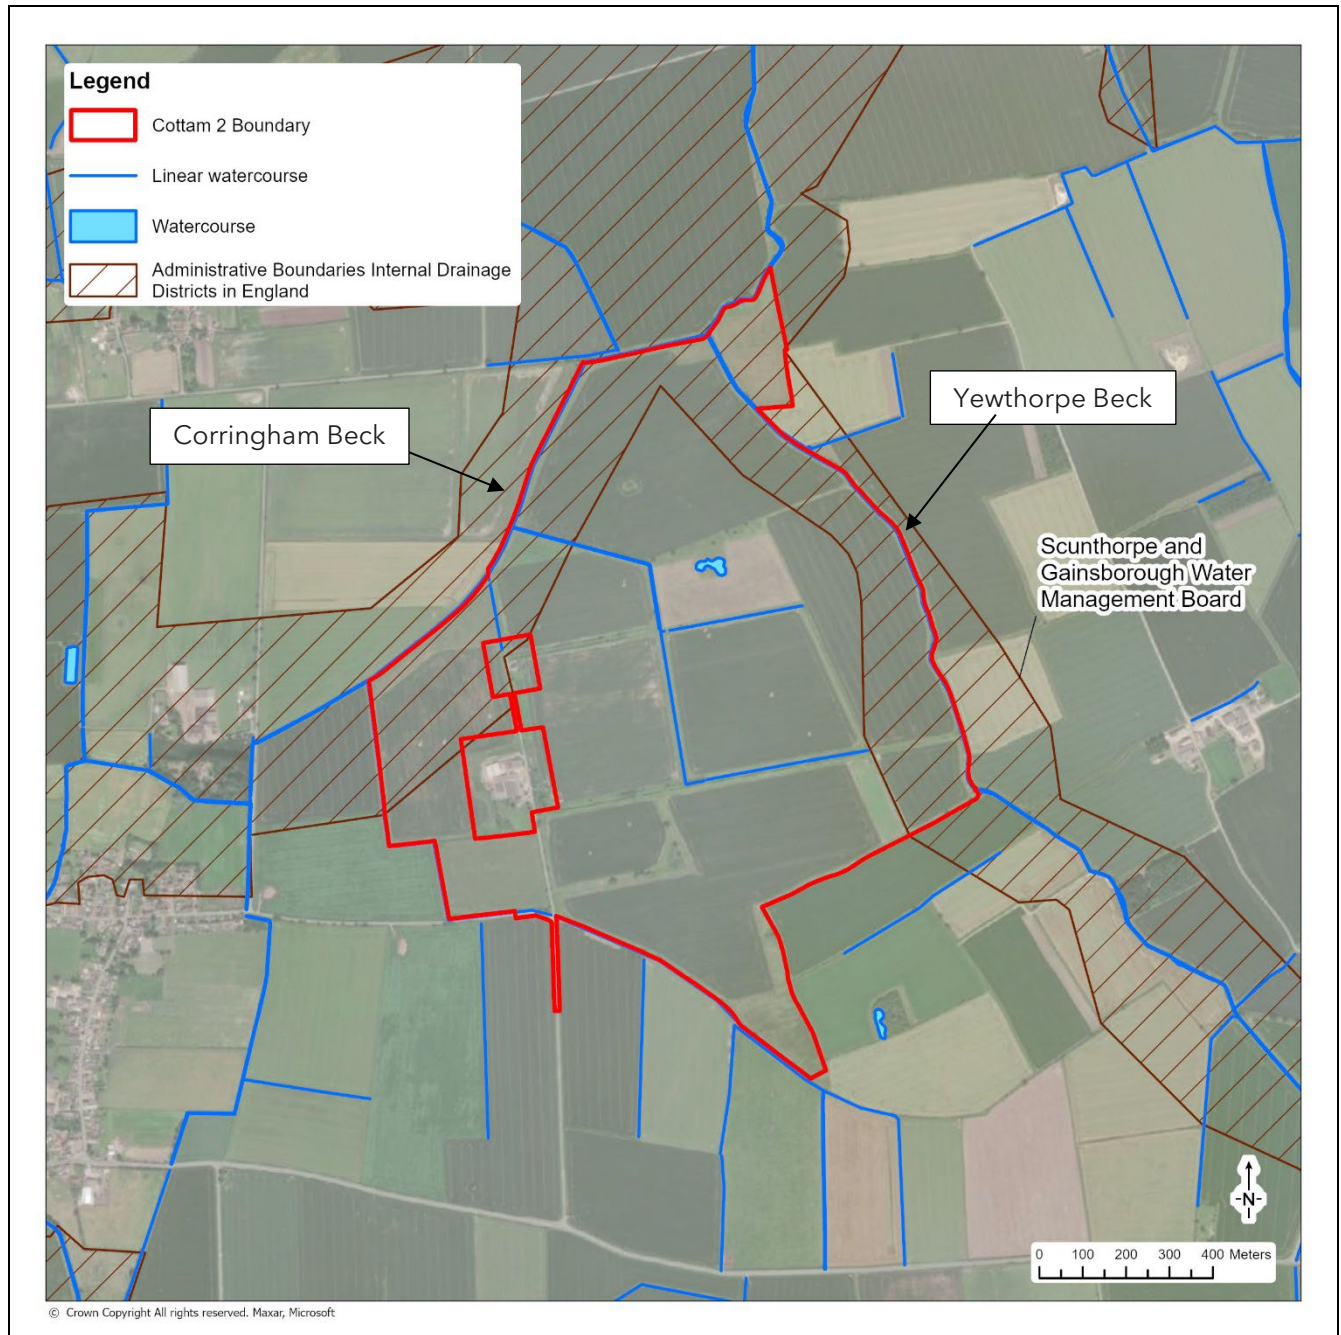 Legend
Cottam 2 Boundary
Linear watercourse
Watercourse
Administrative Boundaries Internal Drainage
Districts in England
Corringham Beck
Yewthorpe Beck
Scunthorpe and
Gainsborough Water
Management Board
-N-
0 100 200 300 400 Meters
© Crown Copyright All rights reserved. Maxar, Microsoft